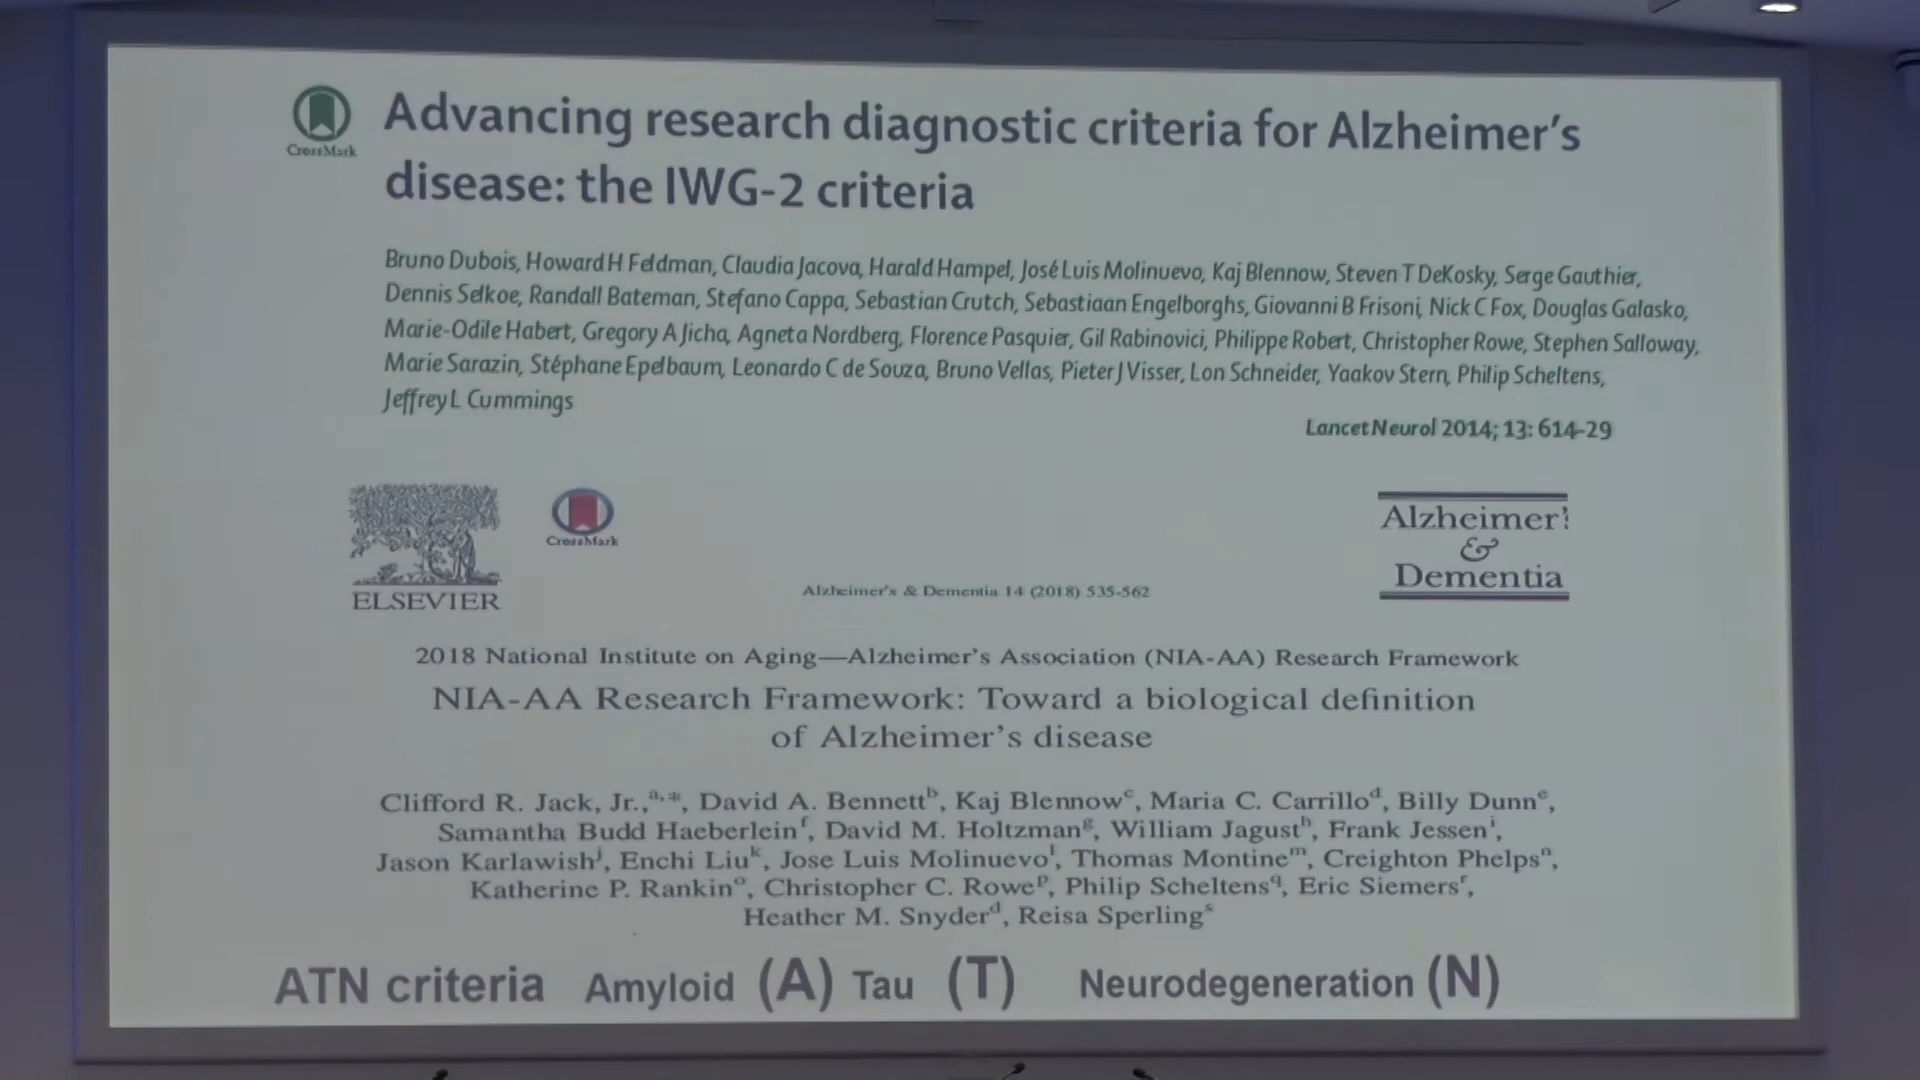 CrossMark
Advancing research diagnostic criteria for Alzheimer's
disease: the IWG-2 criteria
Bruno Dubois, Howard H Feldman, Claudia Jacova, Harald Hampel, José Luis Molinuevo, Kaj Blennow, Steven T DeKosky, Serge Gauthier,
Dennis Selkoe, Randall Bateman, Stefano Cappa, Sebastian Crutch, Sebastiaan Engelborghs, Giovanni B Frisoni, Nick C Fox, Douglas Galasko,
Marie-Odile Habert, Gregory A Jicha, Agneta Nordberg, Florence Pasquier, Gil Rabinovici, Philippe Robert, Christopher Rowe, Stephen Salloway,
Marie Sarazin, Stéphane Epelbaum, Leonardo C de Souza, Bruno Vellas, Pieter J Visser, Lon Schneider, Yaakov Stern, Philip Scheltens,
Jeffrey L Cummings
Lancet Neurol 2014; 13: 614-29
ELSEVIER
CrossMark
Alzheimer's & Dementia 14 (2018) 535-562
Alzheimer's
&
Dementia
2018 National Institute on Aging—Alzheimer's Association (NIA-AA) Research Framework
NIA-AA Research Framework: Toward a biological definition
of Alzheimer's disease
Clifford R. Jack, Jr.,a,*, David A. Bennettb, Kaj Blennowc, Maria C. Carrillod, Billy Dunne,
Samantha Budd Haeberleinf, David M. Holtzmang, William Jagusth, Frank Jesseni,
Jason Karlawishj, Enchi Liuk, Jose Luis Molinuevol, Thomas Montinem, Creighton Phelpsn,
Katherine P. Rankino, Christopher C. Rowep, Philip Scheltensq, Eric Siemersr,
Heather M. Snyderd, Reisa Sperlings
ATN criteria Amyloid (A) Tau (T) Neurodegeneration (N)